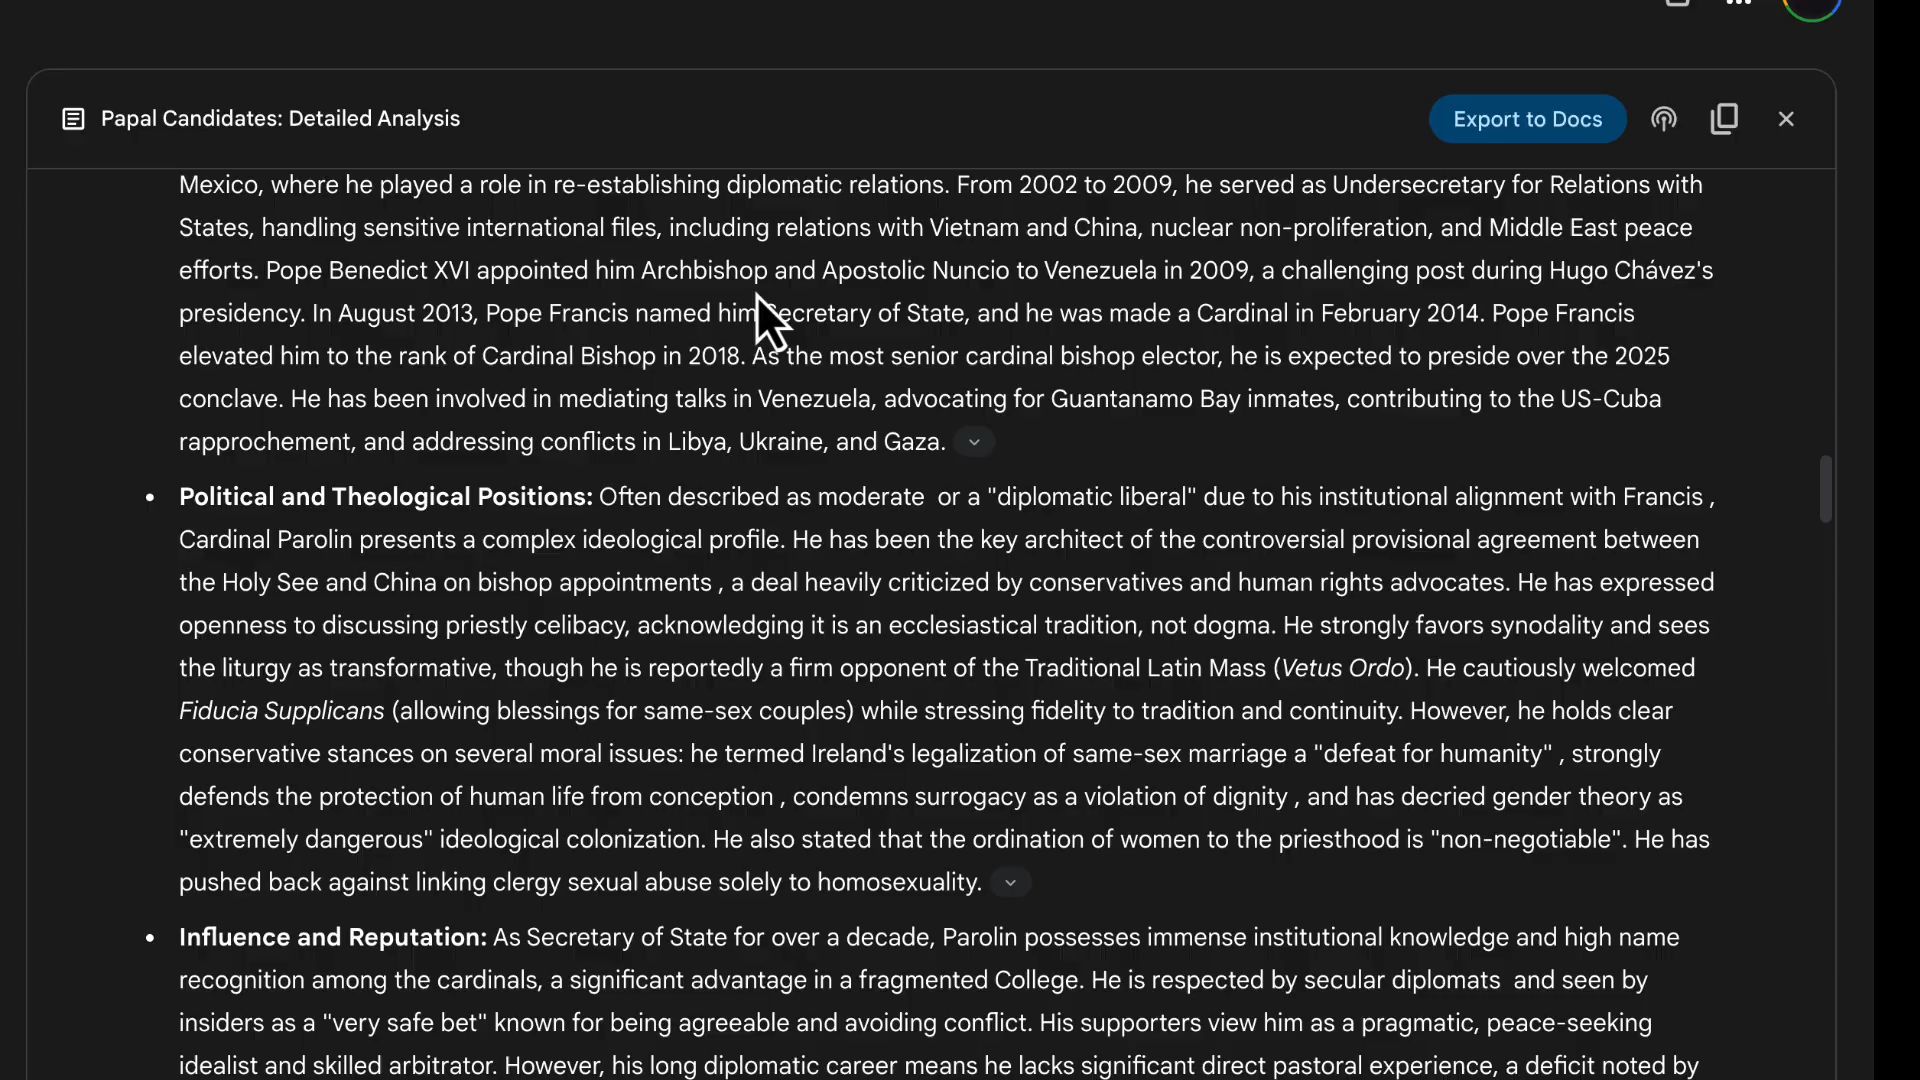 Papal Candidates: Detailed Analysis
Export to Docs
Mexico, where he played a role in re-establishing diplomatic relations. From 2002 to 2009, he served as Undersecretary for Relations with
States, handling sensitive international files, including relations with Vietnam and China, nuclear non-proliferation, and Middle East peace
efforts. Pope Benedict XVI appointed him Archbishop and Apostolic Nuncio to Venezuela in 2009, a challenging post during Hugo Chávez's
presidency. In August 2013, Pope Francis named him Secretary of State, and he was made a Cardinal in February 2014. Pope Francis
elevated him to the rank of Cardinal Bishop in 2018. As the most senior cardinal bishop elector, he is expected to preside over the 2025
conclave. He has been involved in mediating talks in Venezuela, advocating for Guantanamo Bay inmates, contributing to the US-Cuba
rapprochement, and addressing conflicts in Libya, Ukraine, and Gaza.
• Political and Theological Positions: Often described as moderate or a "diplomatic liberal" due to his institutional alignment with Francis ,
Cardinal Parolin presents a complex ideological profile. He has been the key architect of the controversial provisional agreement between
the Holy See and China on bishop appointments , a deal heavily criticized by conservatives and human rights advocates. He has expressed
openness to discussing priestly celibacy, acknowledging it is an ecclesiastical tradition, not dogma. He strongly favors synodality and sees
the liturgy as transformative, though he is reportedly a firm opponent of the Traditional Latin Mass (Vetus Ordo). He cautiously welcomed
Fiducia Supplicans (allowing blessings for same-sex couples) while stressing fidelity to tradition and continuity. However, he holds clear
conservative stances on several moral issues: he termed Ireland's legalization of same-sex marriage a "defeat for humanity" , strongly
defends the protection of human life from conception , condemns surrogacy as a violation of dignity , and has decried gender theory as
"extremely dangerous" ideological colonization. He also stated that the ordination of women to the priesthood is "non-negotiable". He has
pushed back against linking clergy sexual abuse solely to homosexuality.
• Influence and Reputation: As Secretary of State for over a decade, Parolin possesses immense institutional knowledge and high name
recognition among the cardinals, a significant advantage in a fragmented College. He is respected by secular diplomats and seen by
insiders as a "very safe bet" known for being agreeable and avoiding conflict. His supporters view him as a pragmatic, peace-seeking
idealist and skilled arbitrator. However, his long diplomatic career means he lacks significant direct pastoral experience, a deficit noted by